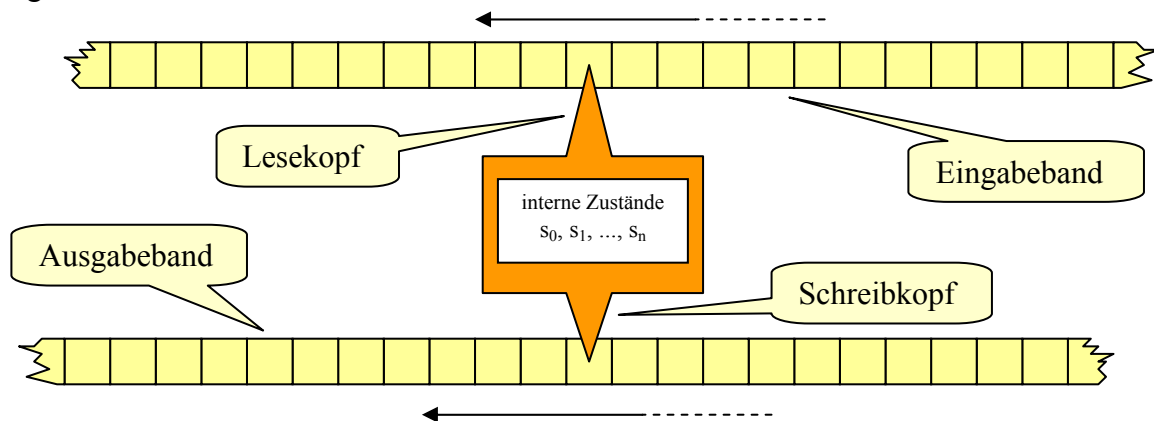 Lesekopf
Eingabeband
interne Zustände
s₀, s₁, ..., sₙ
Ausgabeband
Schreibkopf